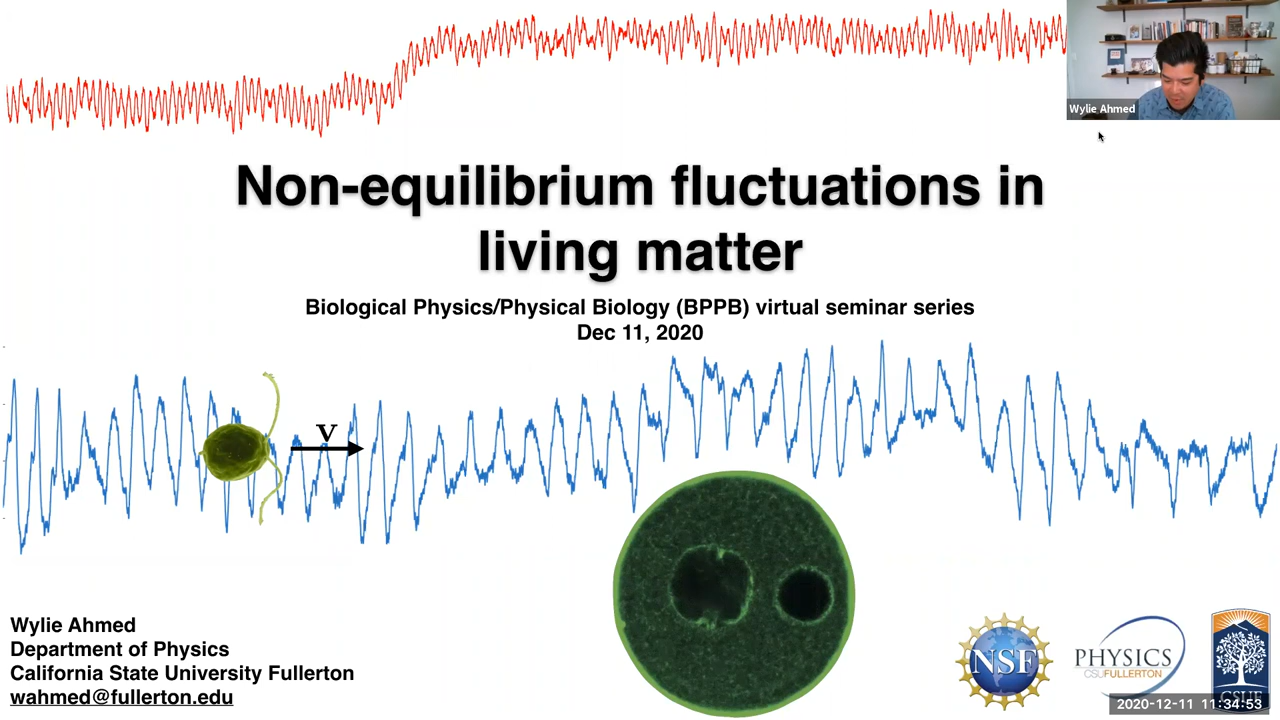 Wylie Ahmed
Non-equilibrium fluctuations in
living matter
Biological Physics/Physical Biology (BPPB) virtual seminar series
Dec 11, 2020
v
Wylie Ahmed
Department of Physics
California State University Fullerton
wahmed@fullerton.edu
NSF
PHYSICS
CSUFULLERTON
CSUF
2020-12-11 11:34:53